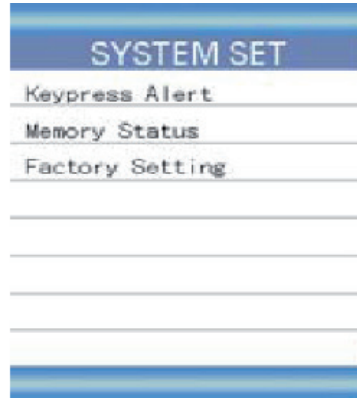 SYSTEM SET
Keypress Alert
Memory Status
Factory Setting